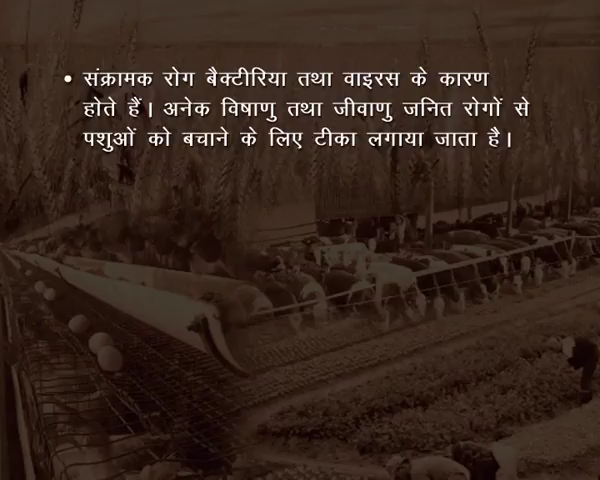 • संक्रामक रोग बैक्टीरिया तथा वाइरस के कारण
होते हैं। अनेक विषाणु तथा जीवाणु जनित रोगों से
पशुओं को बचाने के लिए टीका लगाया जाता है।